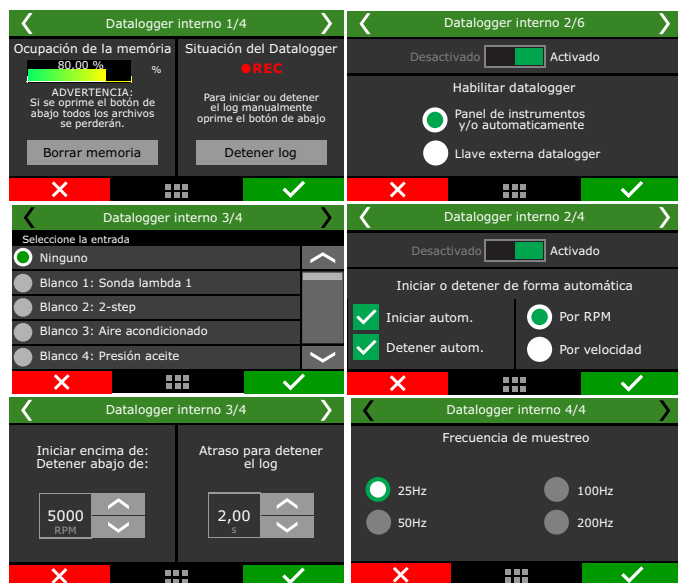 Datalogger interno 1/4
Ocupación de la memória
80,00 %
%
ADVERTENCIA:
Si se oprime el botón de
abajo todos los archivos
se perderán.
Borrar memoria
Situación del Datalogger
REC
Para iniciar ou detener
el log manualmente
oprime el botón de abajo
Detener log
Datalogger interno 2/6
Desactivado
Activado
Habilitar datalogger
Panel de instrumentos
y/o automaticamente
Llave externa datalogger
Datalogger interno 3/4
Seleccione la entrada
Ninguno
Blanco 1: Sonda lambda 1
Blanco 2: 2-step
Blanco 3: Aire acondicionado
Blanco 4: Presión aceite
Datalogger interno 2/4
Desactivado
Activado
Iniciar o detener de forma automática
Iniciar autom.
Detener autom.
Por RPM
Por velocidad
Datalogger interno 3/4
Iniciar encima de:
Detener abajo de:
5000
RPM
Atraso para detener
el log
2,00
s
Datalogger interno 4/4
Frecuencia de muestreo
25Hz
100Hz
50Hz
200Hz